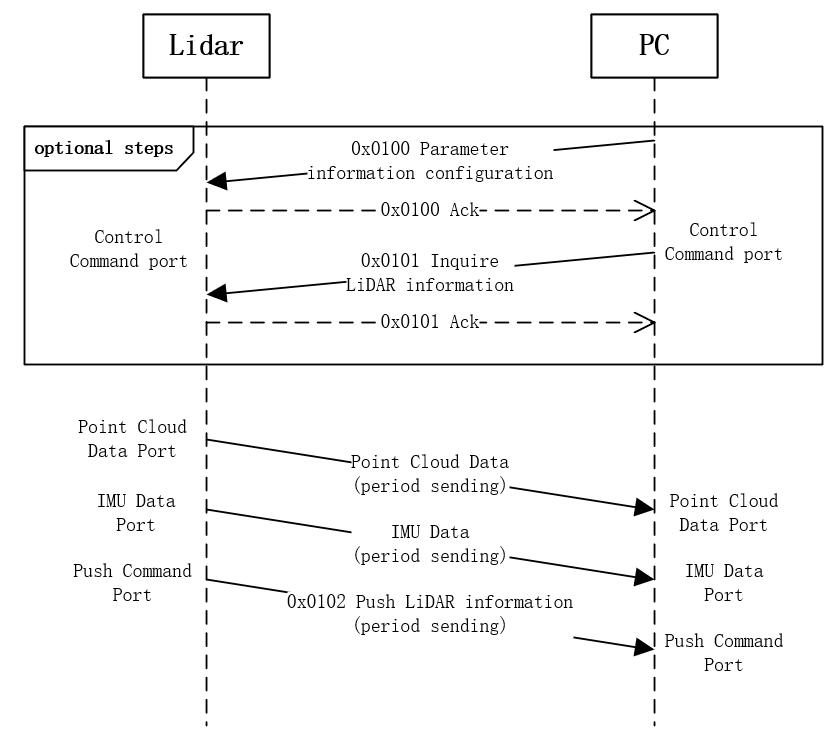 Lidar
PC
optional steps
0x0100 Parameter
information configuration
0x0100 Ack
Control
Command port
Control
Command port
0x0101 Inquire
LiDAR information
0x0101 Ack
Point Cloud
Data Port
Point Cloud Data
(period sending)
Point Cloud
Data Port
IMU Data
Port
IMU Data
(period sending)
IMU Data
Port
Push Command
Port
0x0102 Push LiDAR information
(period sending)
Push Command
Port